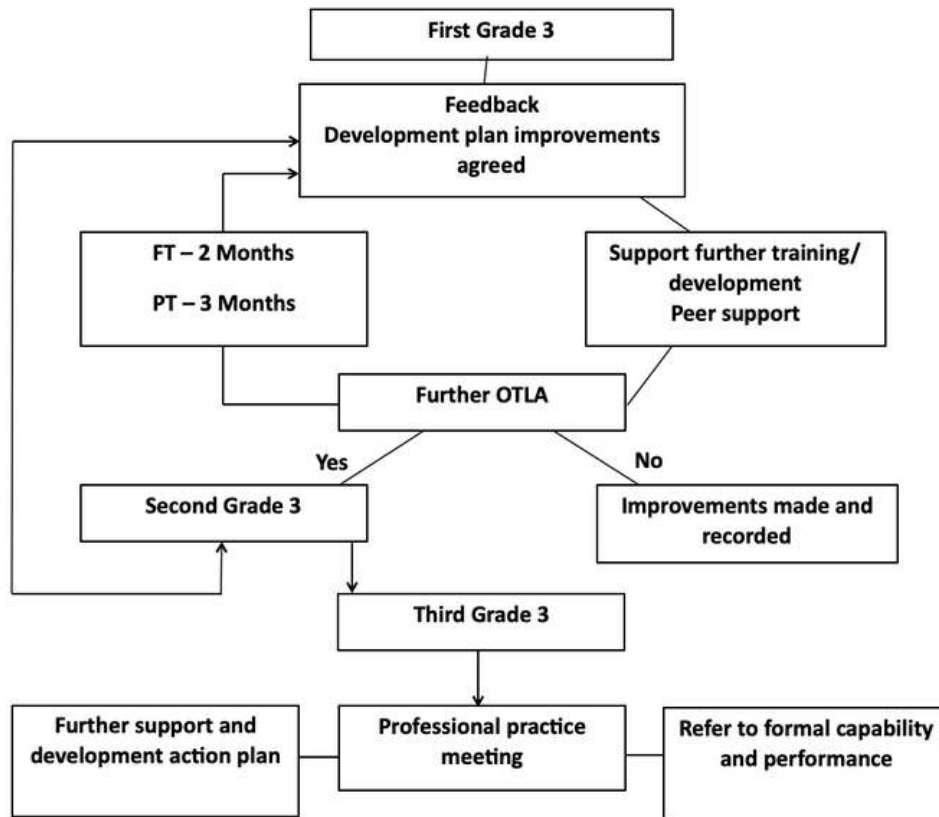 First Grade 3
Feedback
Development plan improvements
agreed
FT – 2 Months
PT – 3 Months
Support further training/
development
Peer support
Further OTLA
Yes
No
Second Grade 3
Improvements made and
recorded
Third Grade 3
Further support and
development action plan
Professional practice
meeting
Refer to formal capability
and performance